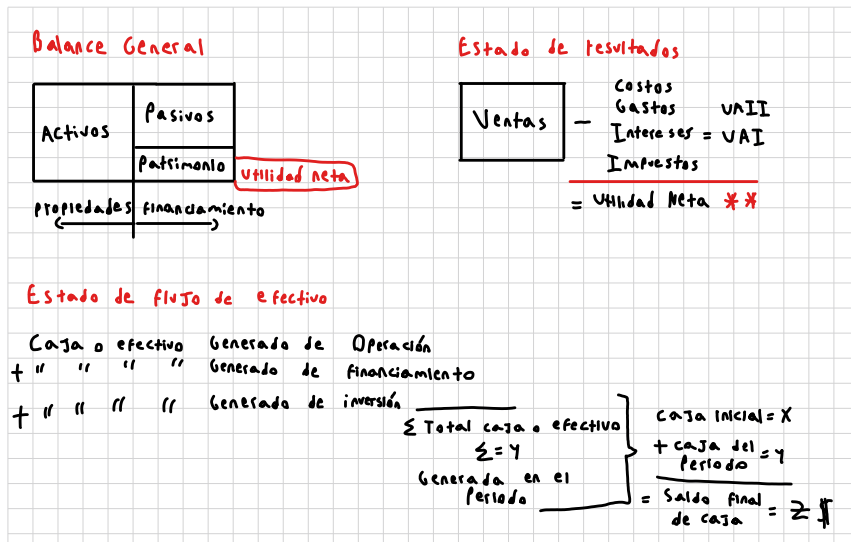 Balance General
Activos
Pasivos
Patrimonio
Utilidad neta
Propiedades financiamiento
Estado de resultados
Ventas
-
Costos
Gastos UAII
Intereses = UAI
Impuestos
= Utilidad Neta **
Estado de flujo de efectivo
Caja o efectivo Generado de Operación
+ " " " " Generado de financiamiento
+ " " " " Generado de inversión
Σ Total caja o efectivo
Σ = Y
Generada en el
Periodo
Caja inicial = X
+ caja del
Periodo = Y
= Saldo final
de caja = Z $